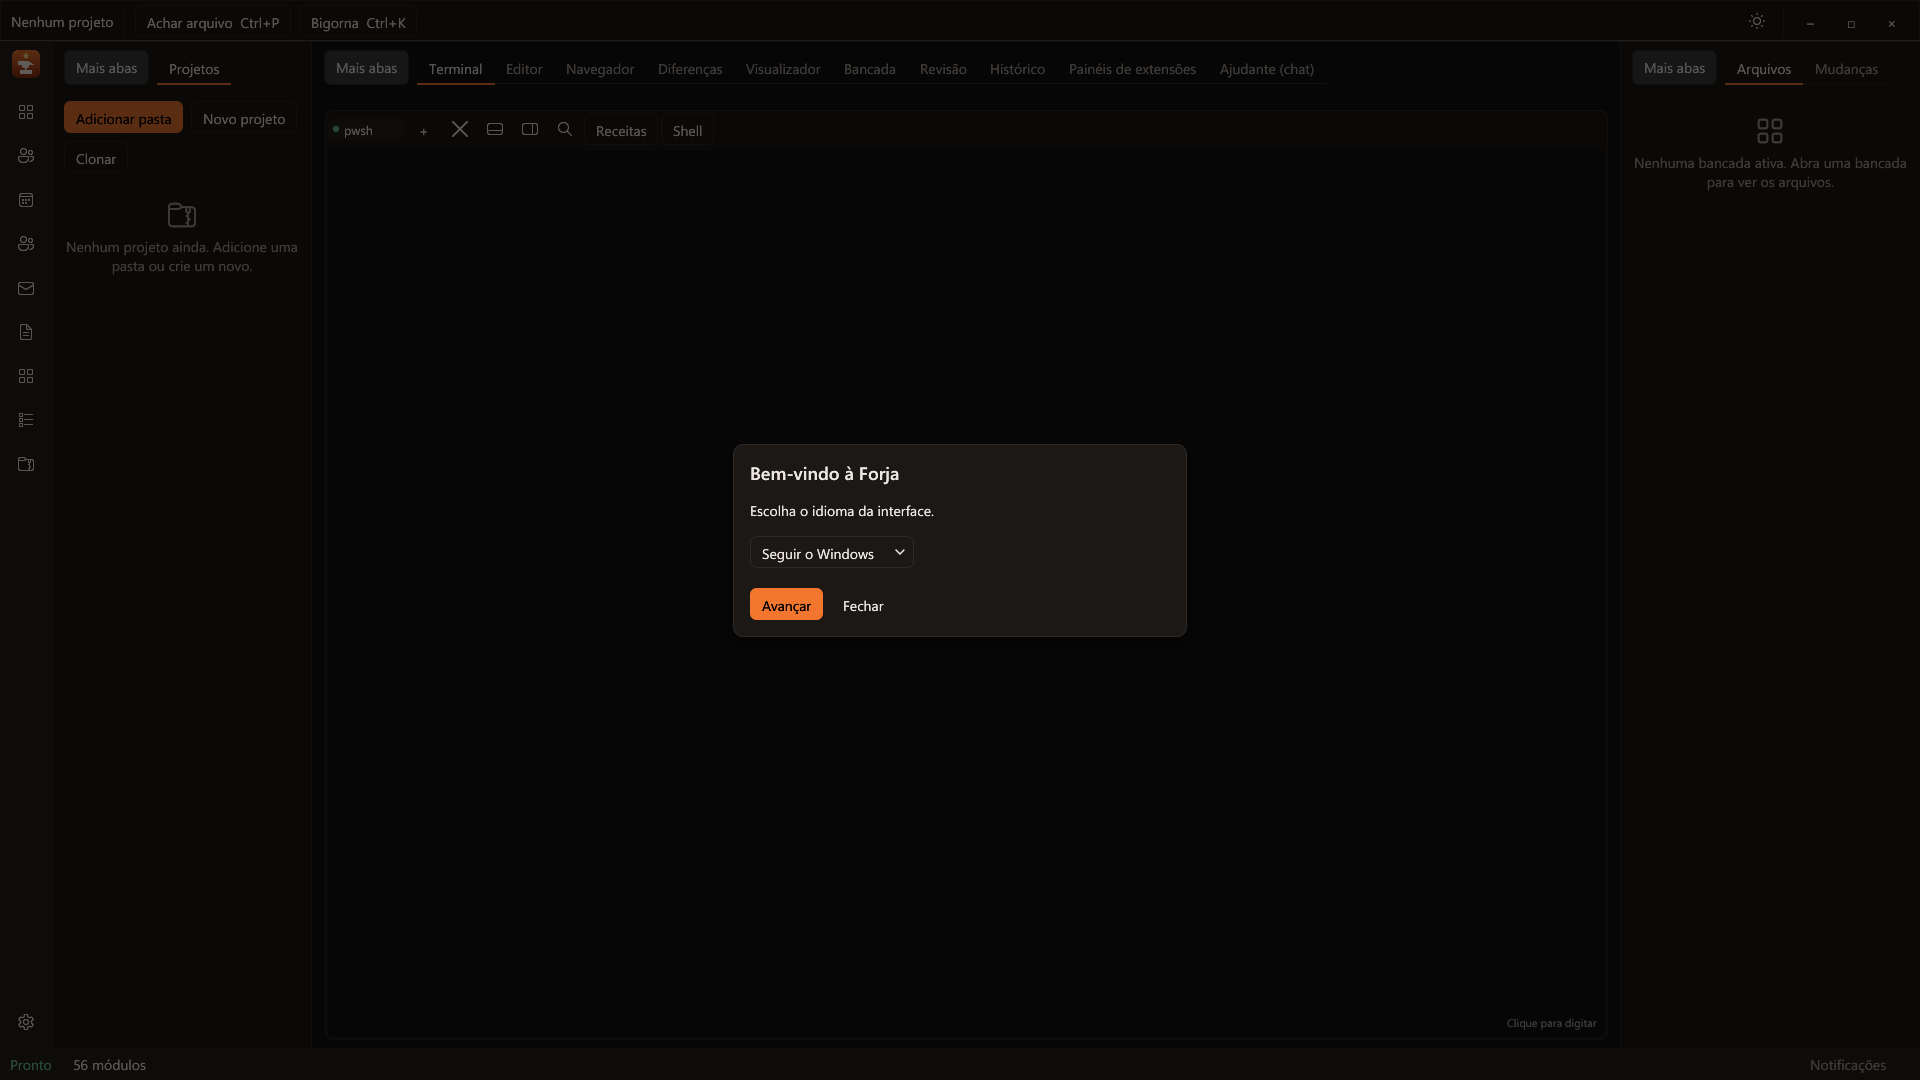 Nenhum projeto
Achar arquivo Ctrl+P
Bigorna Ctrl+K
Mais abas
Projetos
Adicionar pasta
Novo projeto
Clonar
Nenhum projeto ainda. Adicione uma
pasta ou crie um novo.
Mais abas
Terminal
Editor
Navegador
Diferenças
Visualizador
Bancada
Revisão
Histórico
Painéis de extensões
Ajudante (chat)
pwsh
+
Receitas
Shell
Bem-vindo à Forja
Escolha o idioma da interface.
Seguir o Windows
Avançar
Fechar
Clique para digitar
Mais abas
Arquivos
Mudanças
Nenhuma bancada ativa. Abra uma bancada
para ver os arquivos.
Pronto
56 módulos
Notificações